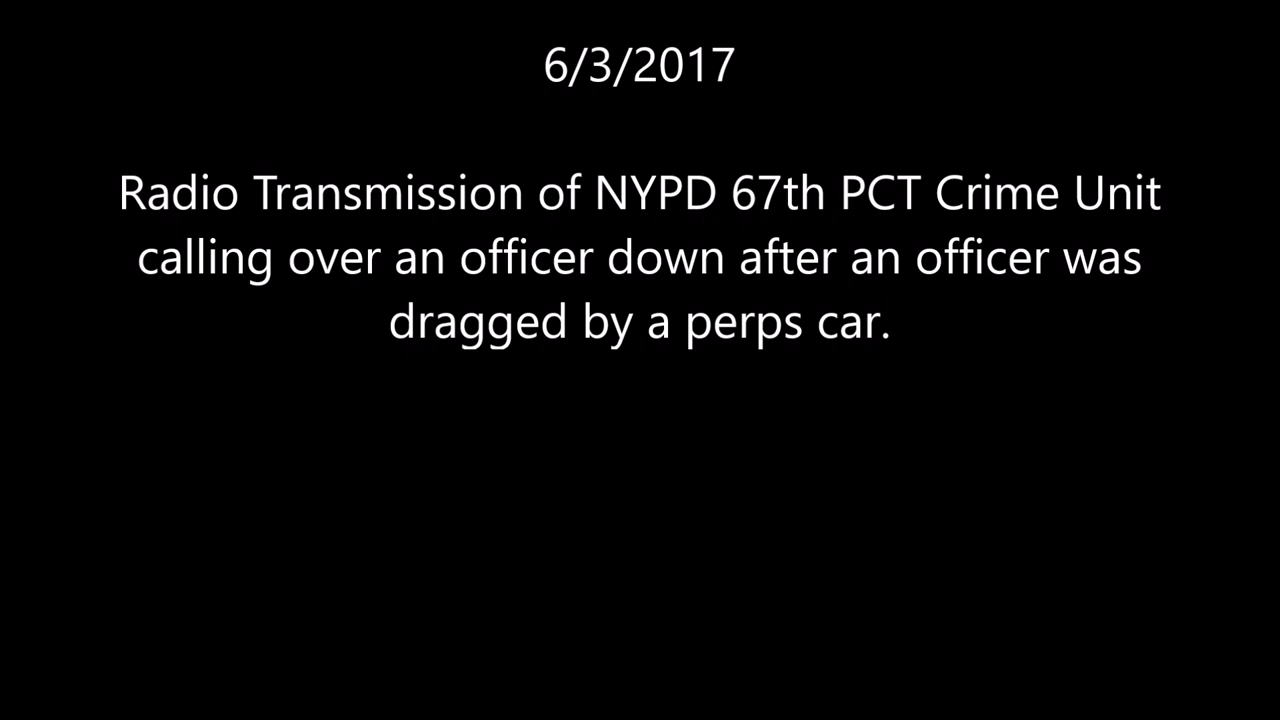 6/3/2017
Radio Transmission of NYPD 67th PCT Crime Unit
calling over an officer down after an officer was
dragged by a perps car.